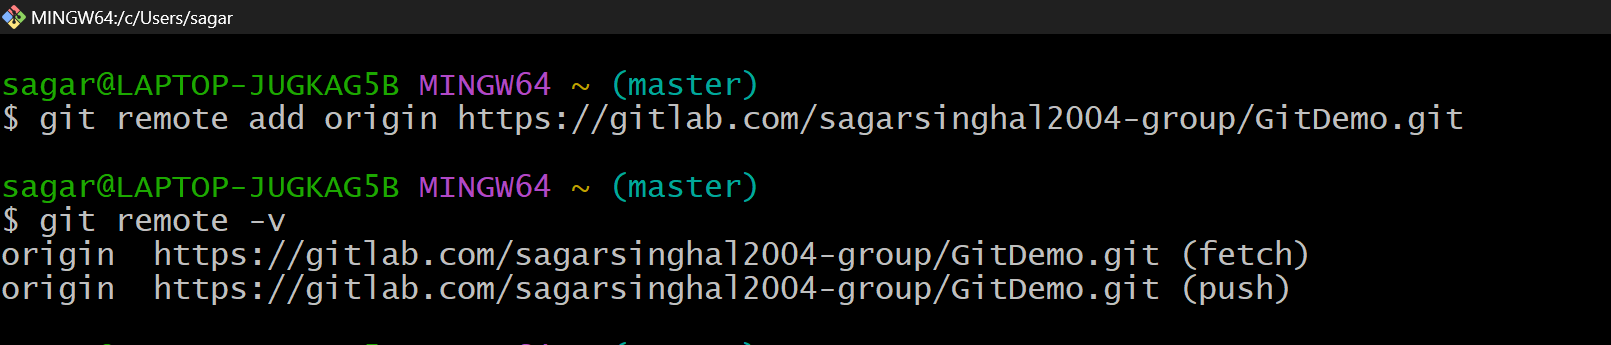 MINGW64:/c/Users/sagar
sagar@LAPTOP-JUGKAG5B MINGW64 ~ (master)
$ git remote add origin https://gitlab.com/sagarsinghal2004-group/GitDemo.git
sagar@LAPTOP-JUGKAG5B MINGW64 ~ (master)
$ git remote -v
origin  https://gitlab.com/sagarsinghal2004-group/GitDemo.git (fetch)
origin  https://gitlab.com/sagarsinghal2004-group/GitDemo.git (push)